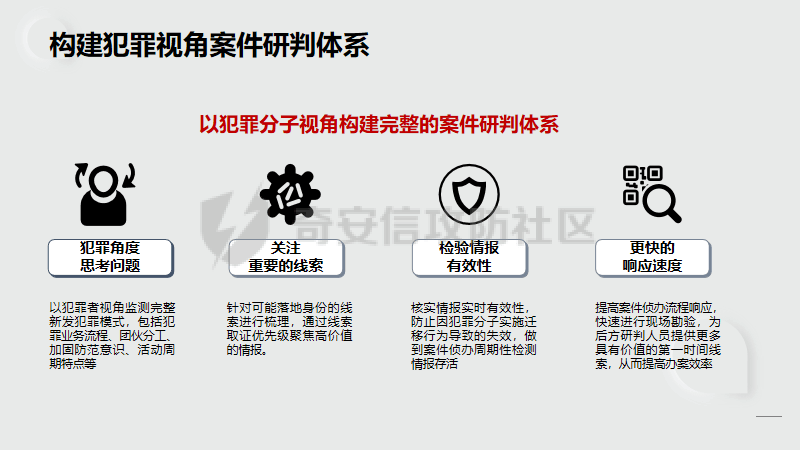 构建犯罪视角案件研判体系
以犯罪分子视角构建完整的案件研判体系
奇安信攻防社区
犯罪角度
思考问题
关注
重要的线索
检验情报
有效性
更快的
响应速度
以犯罪者视角监测完整
新发犯罪模式，包括犯
罪业务流程、团伙分工、
加固防范意识、活动周
期特点等
针对可能落地身份的线
索进行梳理，通过线索
取证优先级聚焦高价值
的情报。
核实情报实时有效性，
防止因犯罪分子实施迁
移行为导致的失效，做
到案件侦办周期性检测
情报存活
提高案件侦办流程响应，
快速进行现场勘验，为
后方研判人员提供更多
具有价值的第一时间线
索，从而提高办案效率